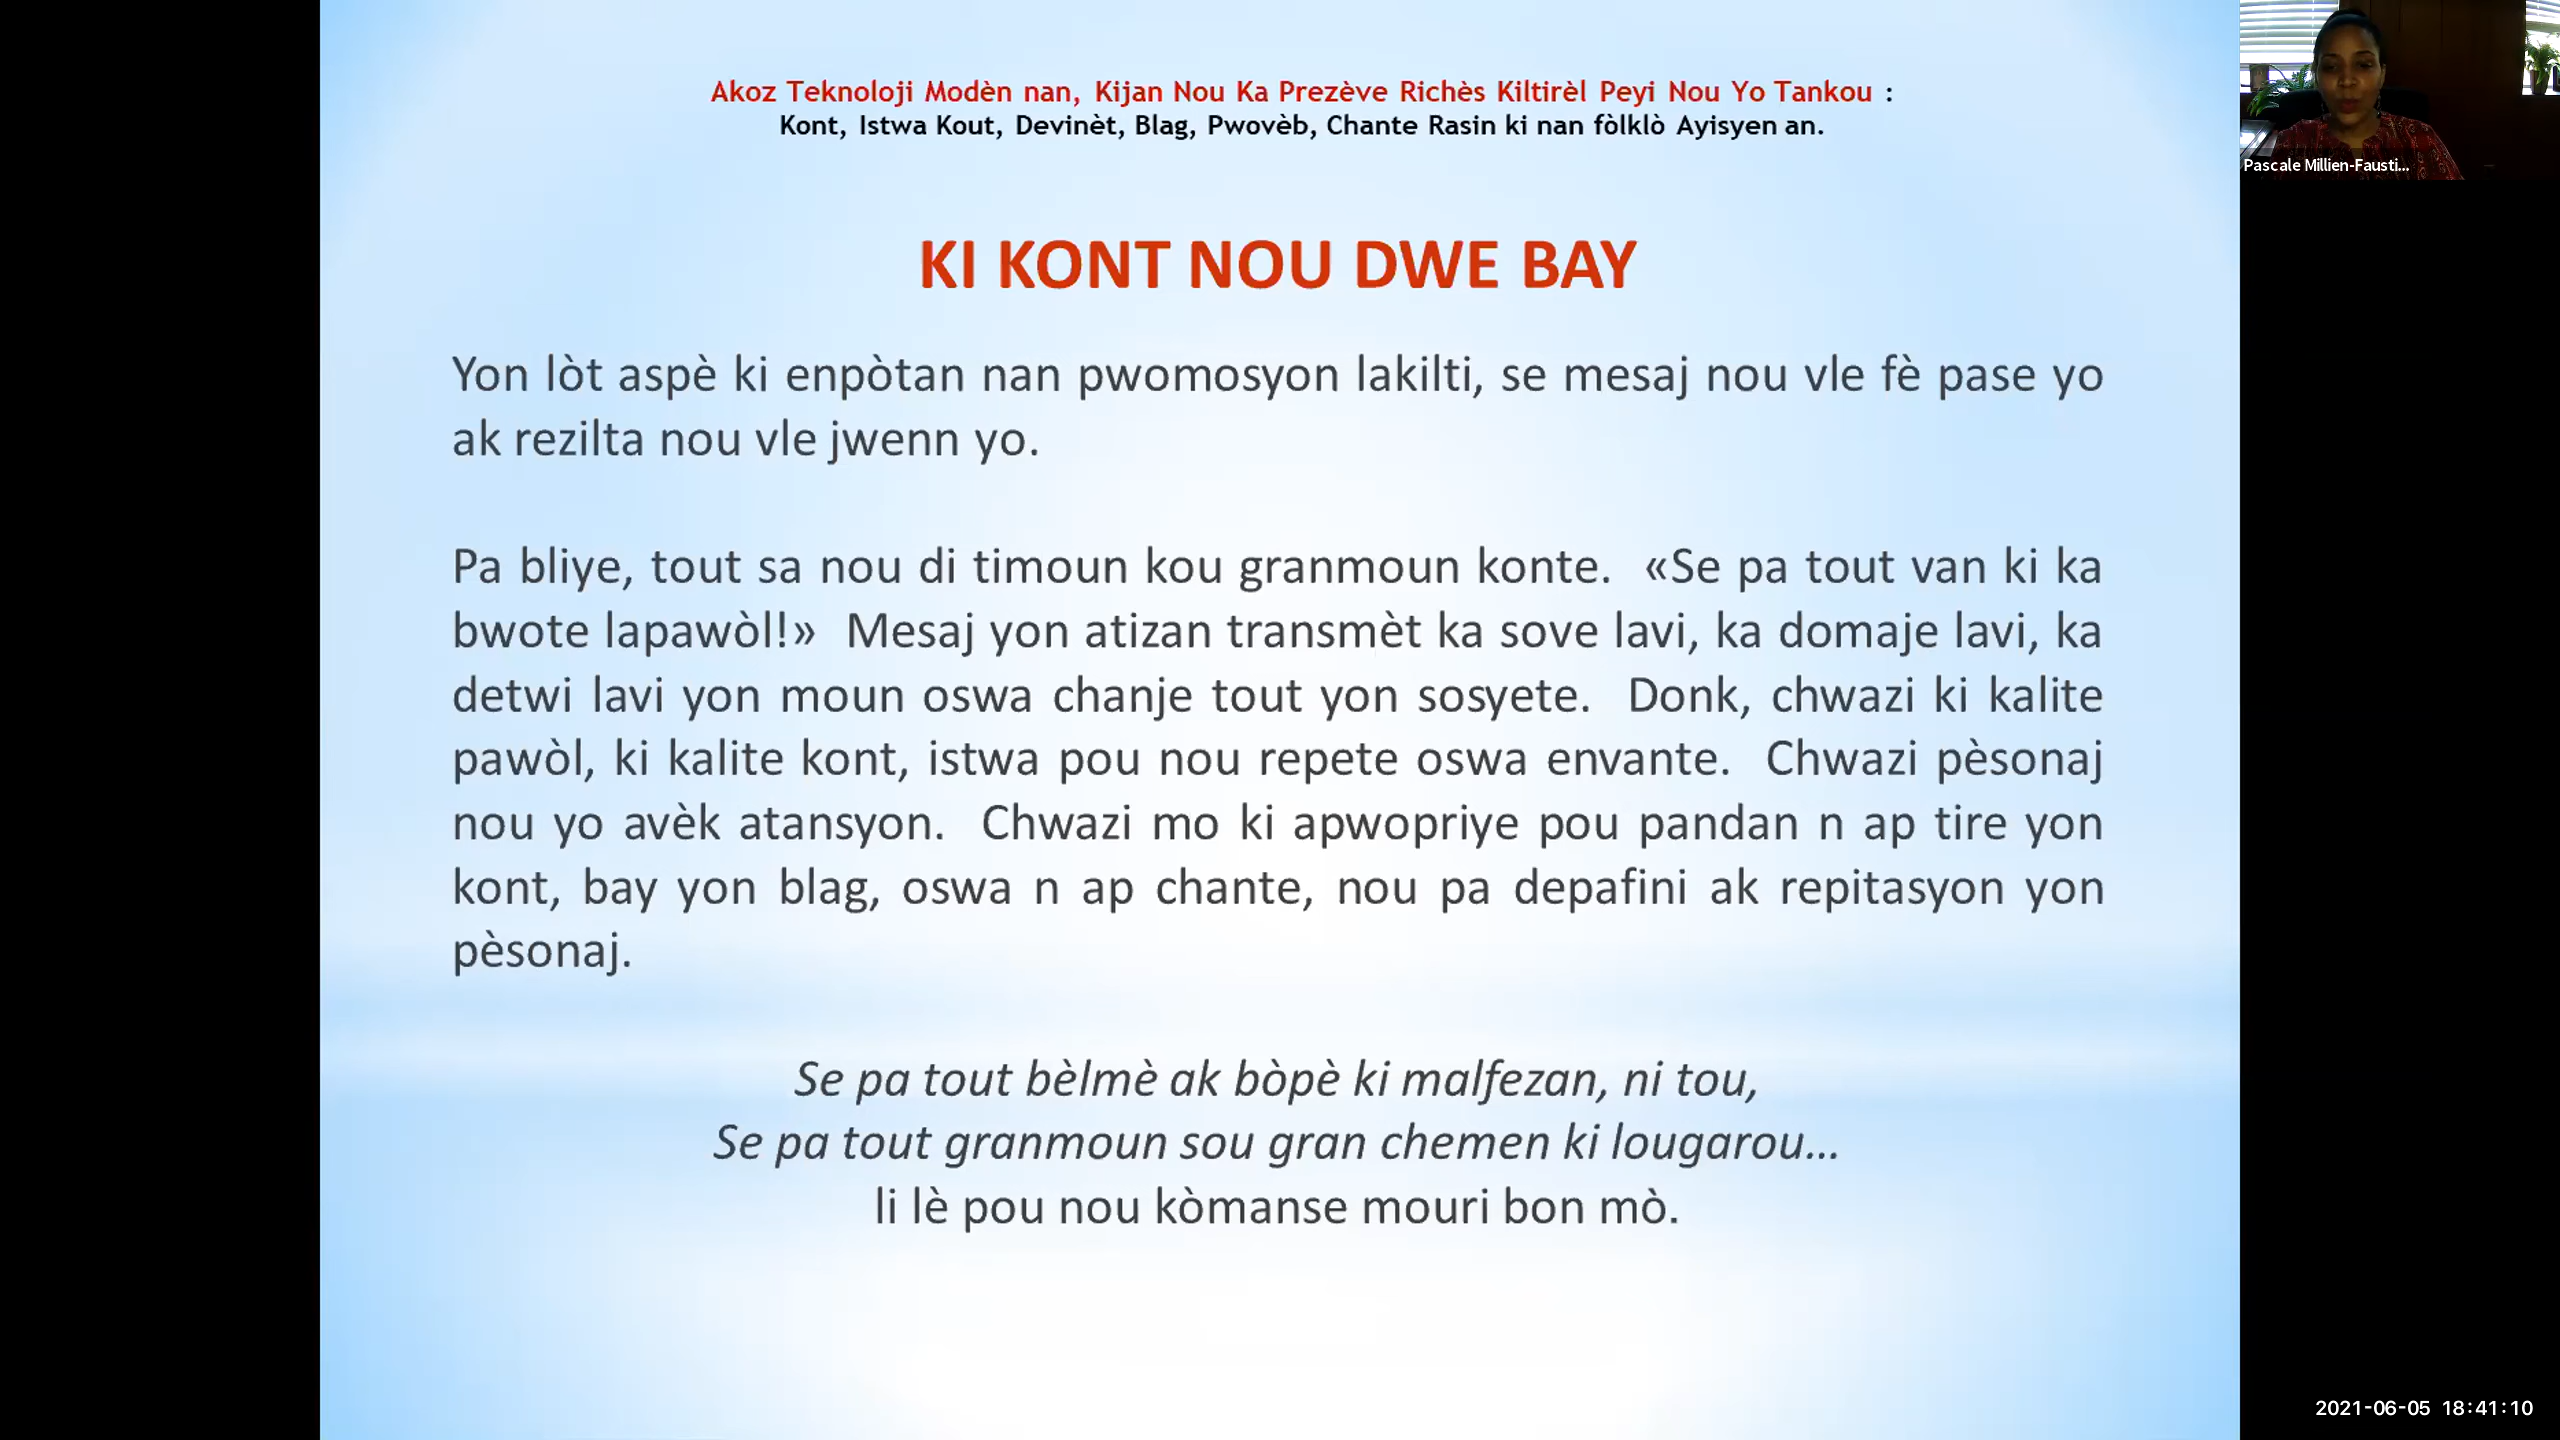 Akoz Teknoloji Modèn nan, Kijan Nou Ka Prezève Richès Kiltirèl Peyi Nou Yo Tankou :
Kont, Istwa Kout, Devinèt, Blag, Pwovèb, Chante Rasin ki nan fòlklò Ayisyen an.
Pascale Millien-Fausti...
KI KONT NOU DWE BAY
Yon lòt aspè ki enpòtan nan pwomosyon lakilti, se mesaj nou vle fè pase yo
ak rezilta nou vle jwenn yo.
Pa bliye, tout sa nou di timoun kou granmoun konte. «Se pa tout van ki ka
bwote lapawòl!» Mesaj yon atizan transmèt ka sove lavi, ka domaje lavi, ka
detwi lavi yon moun oswa chanje tout yon sosyete. Donk, chwazi ki kalite
pawòl, ki kalite kont, istwa pou nou repete oswa envante. Chwazi pèsonaj
nou yo avèk atansyon. Chwazi mo ki apwopriye pou pandan n ap tire yon
kont, bay yon blag, oswa n ap chante, nou pa depafini ak repitasyon yon
pèsonaj.
Se pa tout bèlmè ak bòpè ki malfezan, ni tou,
Se pa tout granmoun sou gran chemen ki lougarou...
li lè pou nou kòmanse mouri bon mò.
2021-06-05 18:41:10